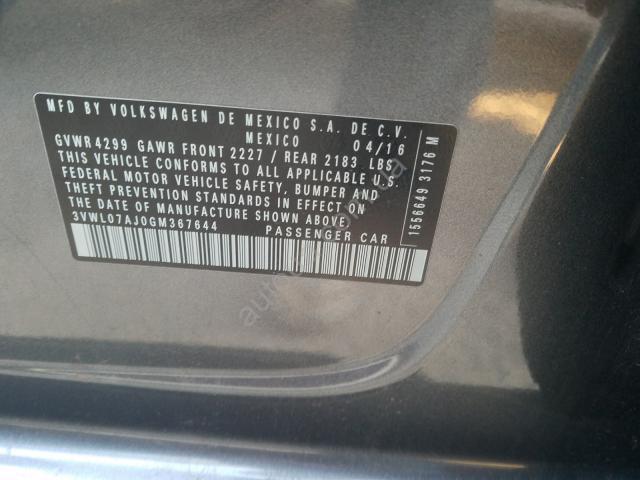 MFD BY VOLKSWAGEN DE MEXICO S.A. DE C.V.
MEXICO 04/16
GVWR 4299 GAWR FRONT 2227 / REAR 2183 LBS
THIS VEHICLE CONFORMS TO ALL APPLICABLE U.S.
FEDERAL MOTOR VEHICLE SAFETY, BUMPER AND
THEFT PREVENTION STANDARDS IN EFFECT ON
THE DATE OF MANUFACTURE SHOWN ABOVE
3VWL07AJ0GM367644 PASSENGER CAR
1556649 3176 M